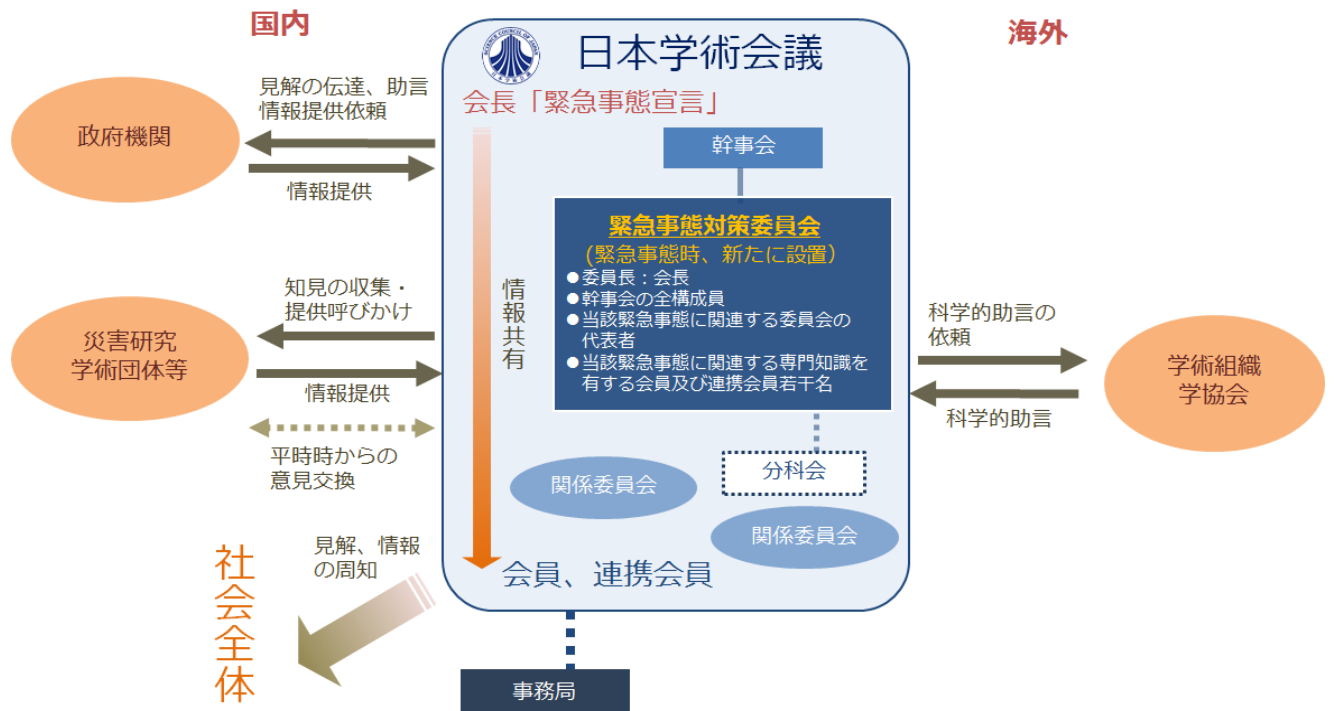 国内
海外
SCIENCE COUNCIL OF JAPAN
日本学術会議
日本学術会議
会長「緊急事態宣言」
政府機関
見解の伝達、助言
情報提供依頼
情報提供
幹事会
緊急事態対策委員会
(緊急事態時、新たに設置)
●委員長：会長
●幹事会の全構成員
●当該緊急事態に関連する委員会の
代表者
●当該緊急事態に関連する専門知識を
有する会員及び連携会員若干名
情報共有
災害研究
学術団体等
知見の収集・
提供呼びかけ
情報提供
平時時からの
意見交換
科学的助言の
依頼
科学的助言
学術組織
学協会
分科会
関係委員会
関係委員会
会員、連携会員
見解、情報
の周知
社会全体
事務局